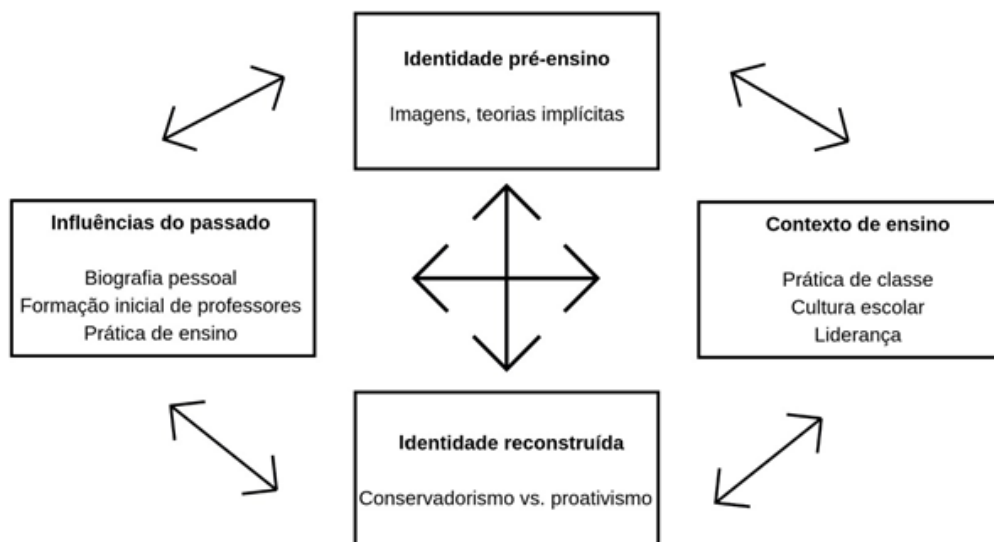 Identidade pré-ensino
Imagens, teorias implícitas
Influências do passado
Biografia pessoal
Formação inicial de professores
Prática de ensino
Contexto de ensino
Prática de classe
Cultura escolar
Liderança
Identidade reconstruída
Conservadorismo vs. proativismo